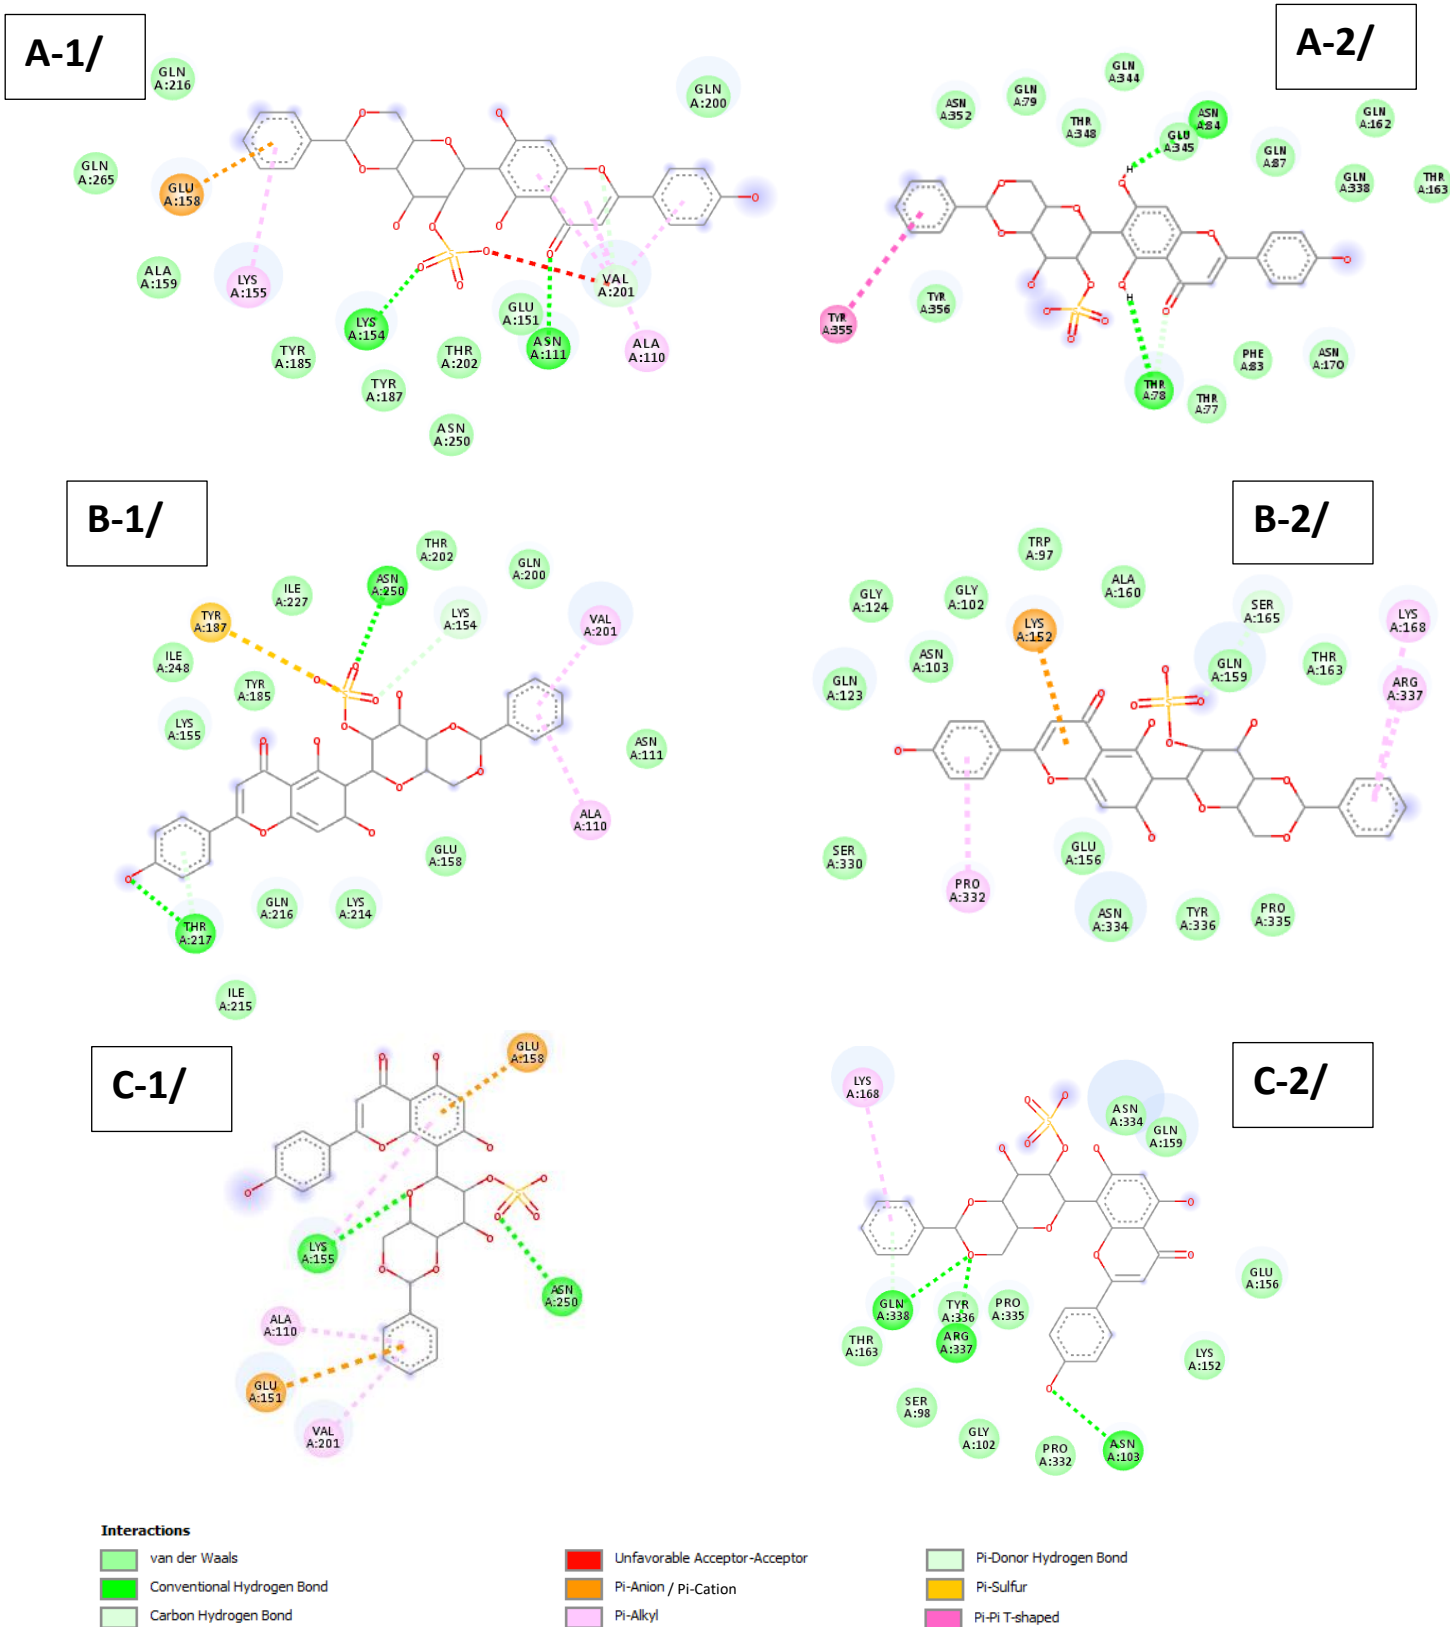 A-1/
GLN
A:216
GLN
A:200
GLN
A:265
GLU
A:158
ALA
A:159
LYS
A:155
LYS
A:154
TYR
A:185
TYR
A:187
THR
A:202
ASN
A:250
GLU
A:151
ASN
A:111
VAL
A:201
ALA
A:110
A-2/
GLN
A:344
ASN
A:352
GLN
A:79
THR
A:348
ASN
A:84
GLU
A:345
GLN
A:87
GLN
A:162
GLN
A:338
THR
A:163
TYR
A:356
TYR
A:355
THR
A:78
THR
A:77
PHE
A:83
ASN
A:170
B-1/
THR
A:202
ASN
A:250
GLN
A:200
ILE
A:227
TYR
A:187
LYS
A:154
VAL
A:201
ILE
A:248
TYR
A:185
LYS
A:155
ASN
A:111
ALA
A:110
GLU
A:158
GLN
A:216
LYS
A:214
THR
A:217
ILE
A:215
B-2/
TRP
A:97
GLY
A:124
GLY
A:102
ALA
A:160
LYS
A:152
SER
A:165
LYS
A:168
ASN
A:103
GLN
A:159
THR
A:163
GLN
A:123
ARG
A:337
SER
A:330
GLU
A:156
PRO
A:332
ASN
A:334
TYR
A:336
PRO
A:335
C-1/
GLU
A:158
LYS
A:155
ASN
A:250
ALA
A:110
GLU
A:151
VAL
A:201
C-2/
LYS
A:168
ASN
A:334
GLN
A:159
GLU
A:156
GLN
A:338
TYR
A:336
PRO
A:335
ARG
A:337
THR
A:163
LYS
A:152
SER
A:98
GLY
A:102
PRO
A:332
ASN
A:103
Interactions
van der Waals
Conventional Hydrogen Bond
Carbon Hydrogen Bond
Unfavorable Acceptor-Acceptor
Pi-Anion / Pi-Cation
Pi-Alkyl
Pi-Donor Hydrogen Bond
Pi-Sulfur
Pi-Pi T-shaped